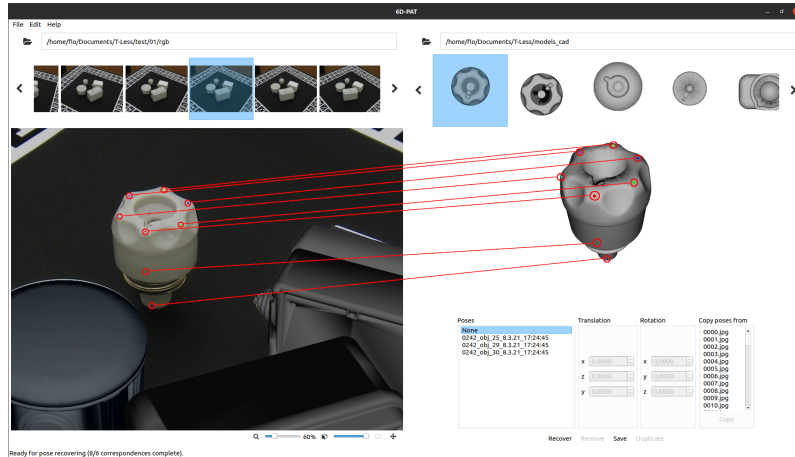 6D-PAT
File Edit Help
/home/flo/Documents/T-Less/test/01/rgb
/home/flo/Documents/T-Less/models_cad
Poses
None
0242_obj_25_8.3.21_17:24:45
0242_obj_29_8.3.21_17:24:45
0242_obj_30_8.3.21_17:24:45
Translation
x 0,0000
z 0,0000
y 0,0000
Rotation
x 0,0000
y 0,0000
z 0,0000
Copy poses from
0000.jpg
0001.jpg
0002.jpg
0003.jpg
0004.jpg
0005.jpg
0006.jpg
0007.jpg
0008.jpg
0009.jpg
0010.jpg
Copy
60%
Recover Remove Save Duplicate
Ready for pose recovering (8/6 correspondences complete).